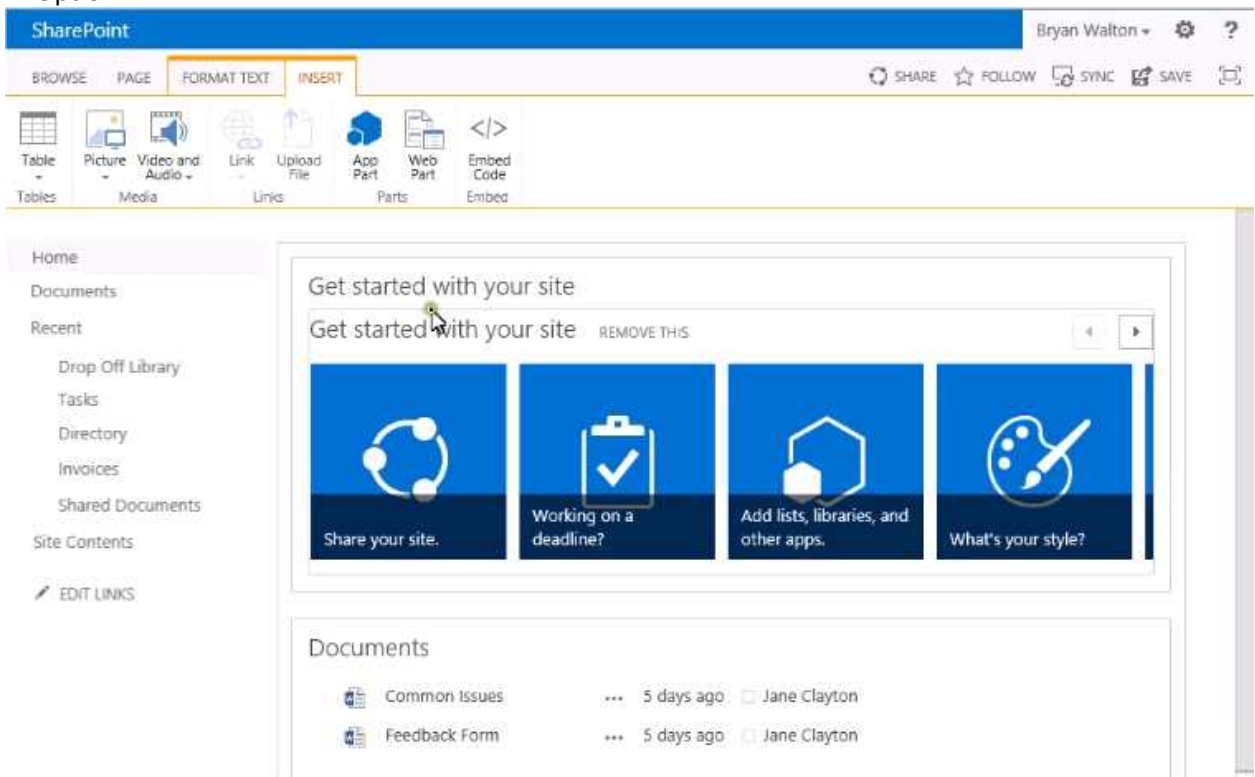 SharePoint Bryan Walton ?
BROWSE PAGE FORMAT TEXT INSERT SHARE FOLLOW SYNC SAVE
Table Picture Video and Audio Link Upload File App Part Web Part </> Embed Code
Tables Media Links Parts Embed
Home
Documents
Recent
Drop Off Library
Tasks
Directory
Invoices
Shared Documents
Site Contents
EDIT LINKS
Get started with your site
Get started with your site REMOVE THIS
Share your site.
Working on a
deadline?
Add lists, libraries, and
other apps.
What's your style?
Documents
Common Issues ... 5 days ago Jane Clayton
Feedback Form ... 5 days ago Jane Clayton